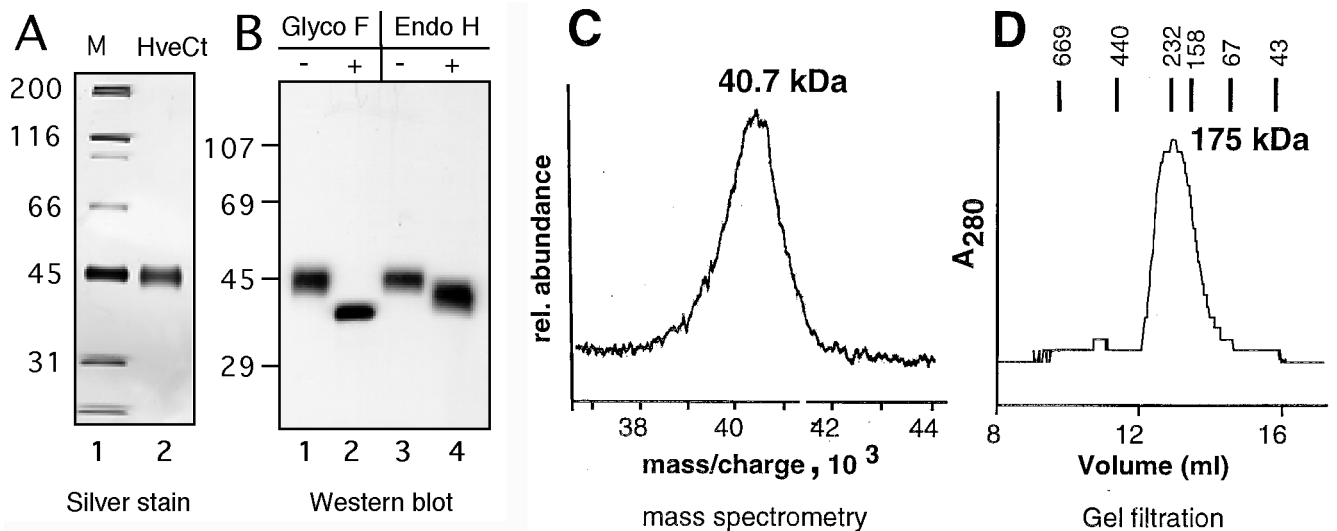 A
M HveCt
200
116
66
45
31
1 2
Silver stain
B
Glyco F Endo H
- + - +
107
69
45
29
1 2 3 4
Western blot
C
40.7 kDa
rel. abundance
38 40 42 44
mass/charge , 10 3
mass spectrometry
D
669 440 232 158 67 43
175 kDa
A280
8 12 16
Volume (ml)
Gel filtration